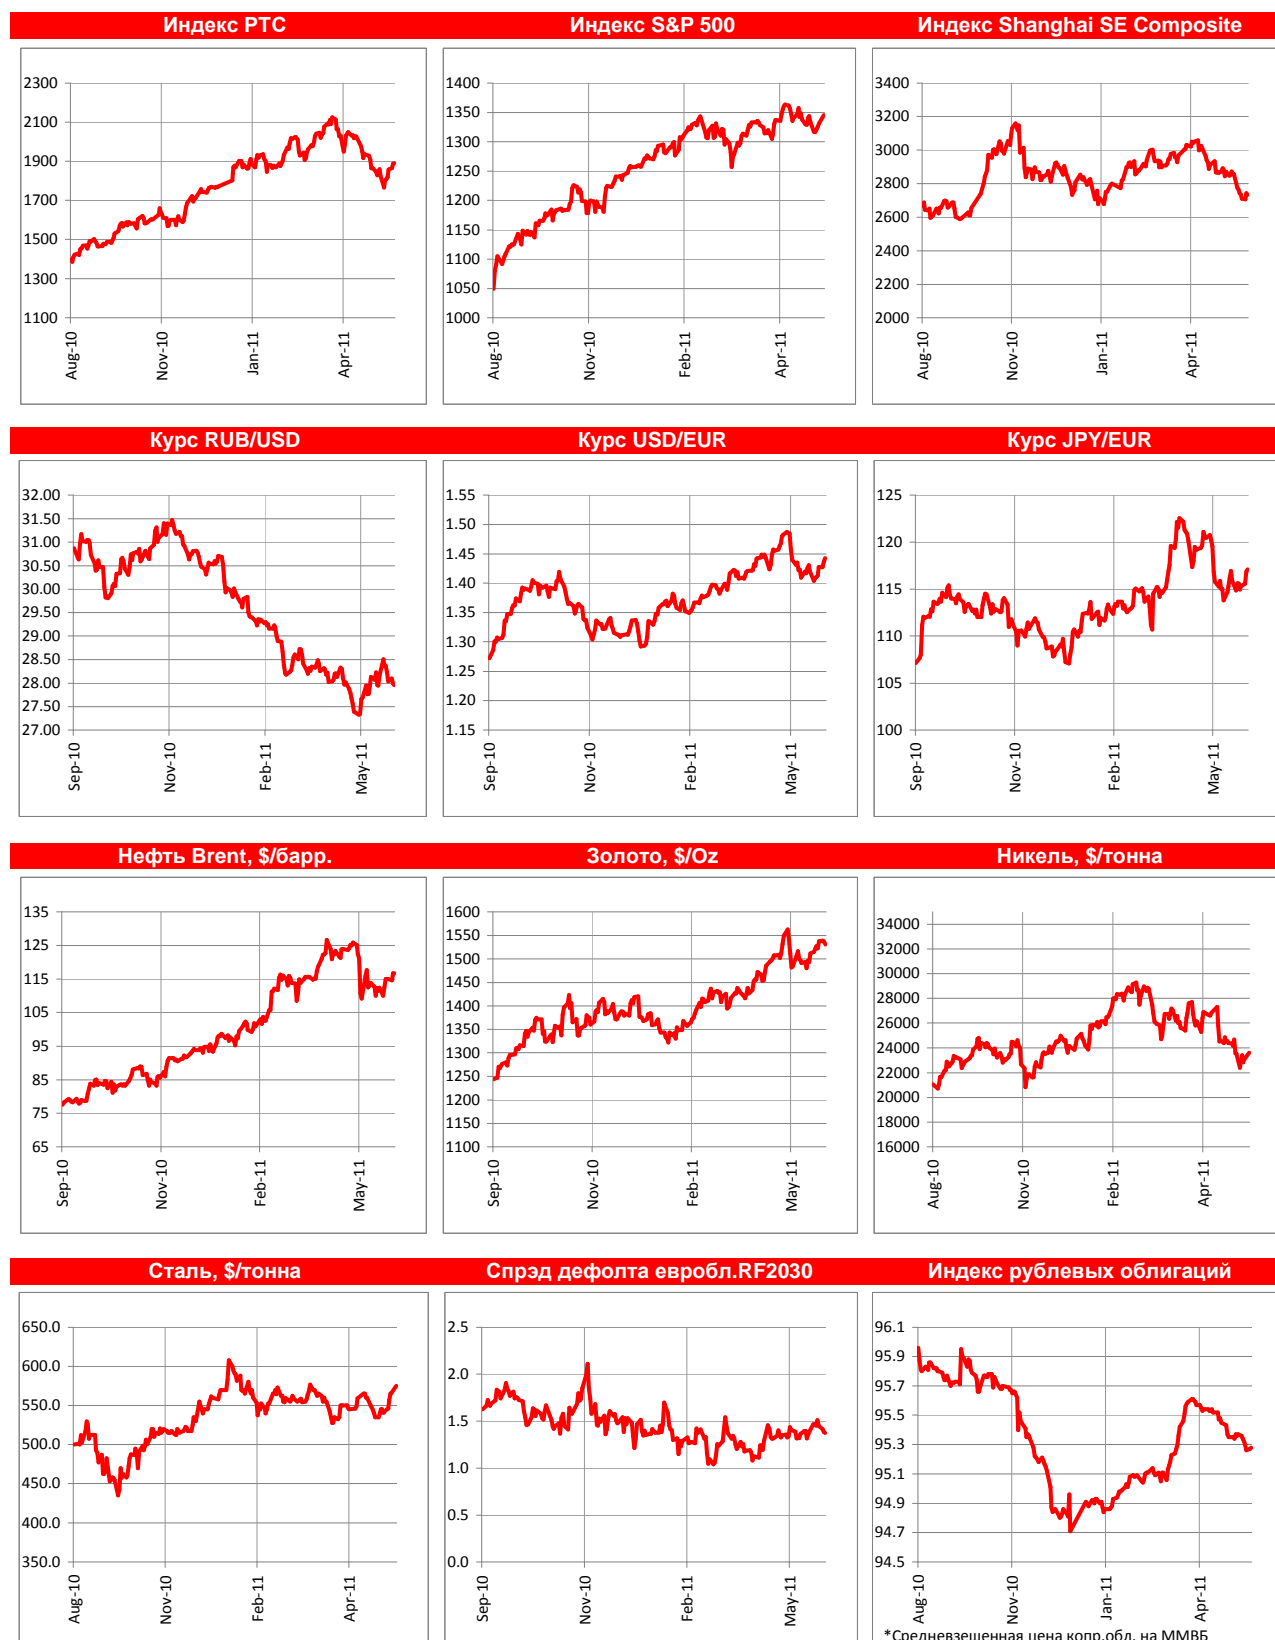 Индекс РТС
Индекс S&P 500
Индекс Shanghai SE Composite
2300
2100
1900
1700
1500
1300
1100
Aug-10
Nov-10
Jan-11
Apr-11
1400
1350
1300
1250
1200
1150
1100
1050
1000
Aug-10
Nov-10
Feb-11
Apr-11
3400
3200
3000
2800
2600
2400
2200
2000
Aug-10
Nov-10
Jan-11
Apr-11
Курс RUB/USD
Курс USD/EUR
Курс JPY/EUR
32.00
31.50
31.00
30.50
30.00
29.50
29.00
28.50
28.00
27.50
27.00
Sep-10
Nov-10
Feb-11
May-11
1.55
1.50
1.45
1.40
1.35
1.30
1.25
1.20
1.15
Sep-10
Nov-10
Feb-11
May-11
125
120
115
110
105
100
Sep-10
Nov-10
Feb-11
May-11
Нефть Brent, $/барр.
Золото, $/Oz
Никель, $/тонна
135
125
115
105
95
85
75
65
Sep-10
Nov-10
Feb-11
May-11
1600
1550
1500
1450
1400
1350
1300
1250
1200
1150
1100
Sep-10
Nov-10
Feb-11
May-11
34000
32000
30000
28000
26000
24000
22000
20000
18000
16000
Aug-10
Nov-10
Feb-11
Apr-11
Сталь, $/тонна
Спрэд дефолта евробл.RF2030
Индекс рублевых облигаций
650.0
600.0
550.0
500.0
450.0
400.0
350.0
Aug-10
Nov-10
Feb-11
Apr-11
2.5
2.0
1.5
1.0
0.5
0.0
Sep-10
Nov-10
Feb-11
May-11
96.1
95.9
95.7
95.5
95.3
95.1
94.9
94.7
94.5
Aug-10
Nov-10
Jan-11
Apr-11
*Средневзешенная цена копр.обл. на ММВБ